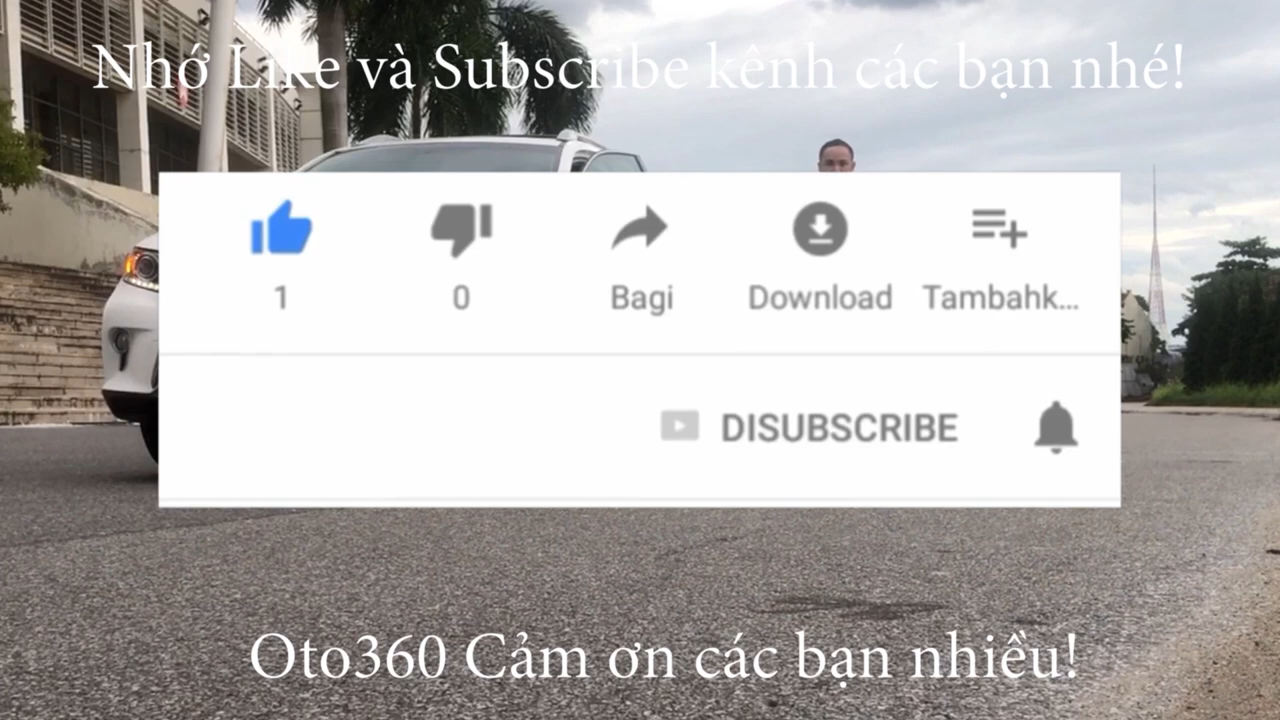 Nhớ Like và Subscribe kênh các bạn nhé!
1
0
Bagi
Download
Tambahk...
DISUBSCRIBE
Oto360 Cảm ơn các bạn nhiều!